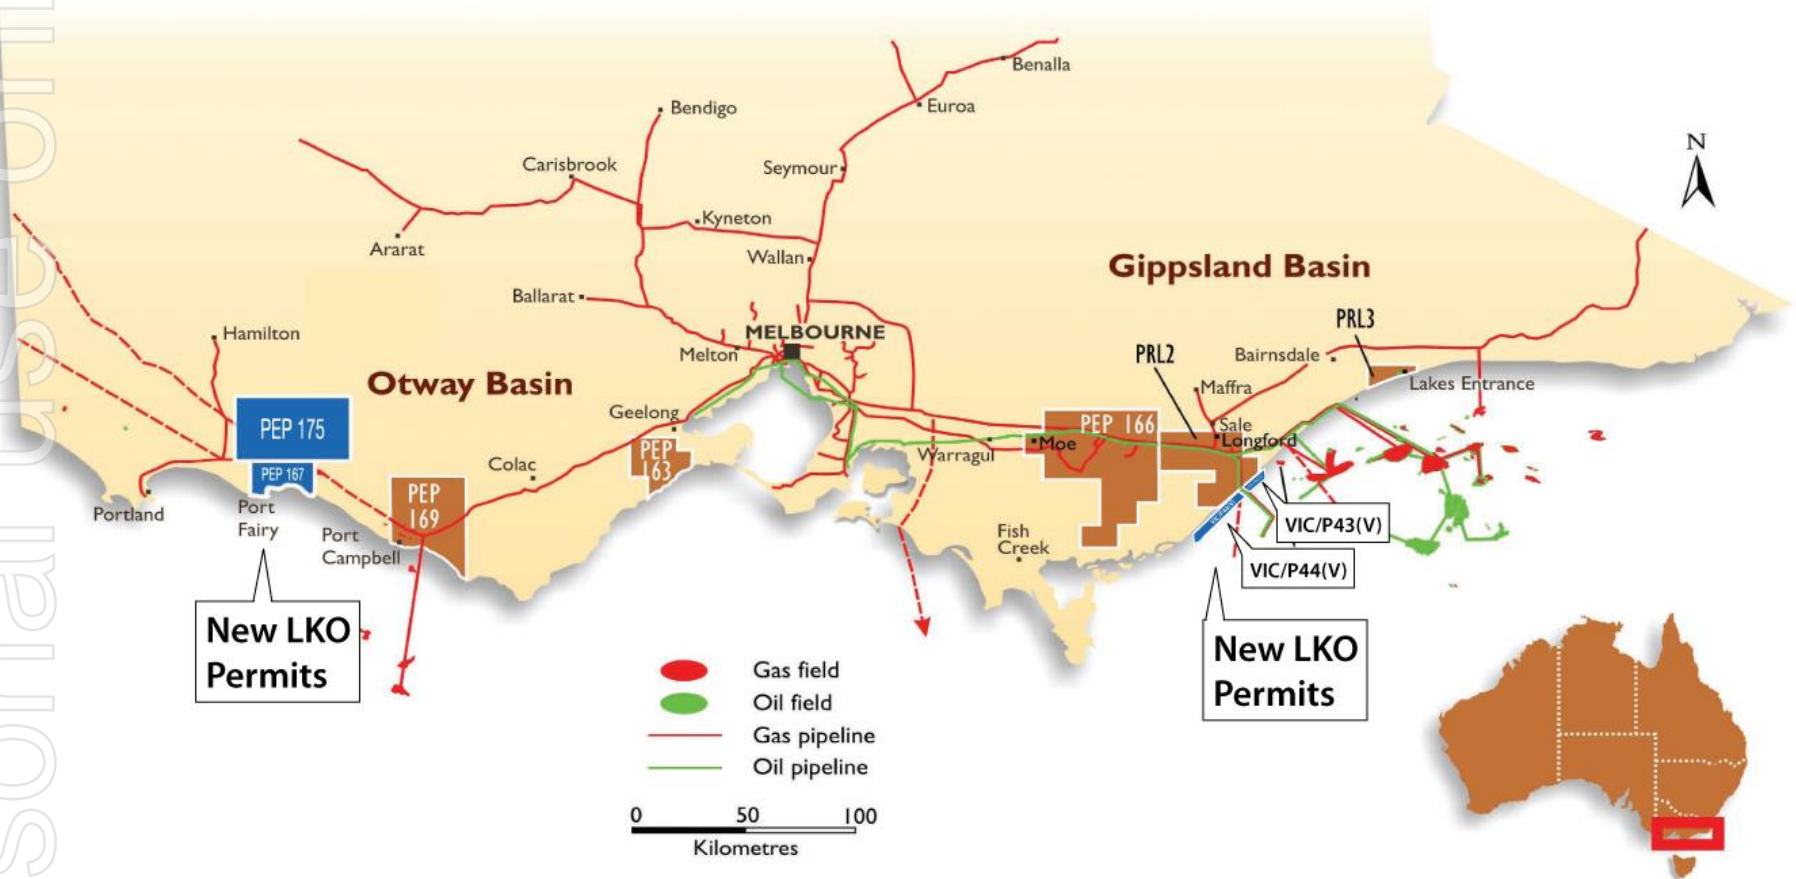 sonal use on
Benalla
Euroa
Bendigo
Carisbrook
Seymour
N
Kyneton
Ararat
Wallan
Gippsland Basin
Ballarat
PRL3
Hamilton
MELBOURNE
Melton
PRL2
Bairnsdale
Otway Basin
Maffra
Lakes Entrance
Geelong
PEP 175
PEP 166
Sale
Longford
Moe
Warragul
PEP
163
Colac
PEP 167
PEP
169
Portland
Port
Fairy
Port
Campbell
Fish
Creek
VIC/P43(V)
VIC/P44(V)
New LKO
Permits
New LKO
Permits
Gas field
Oil field
Gas pipeline
Oil pipeline
0 50 100
Kilometres